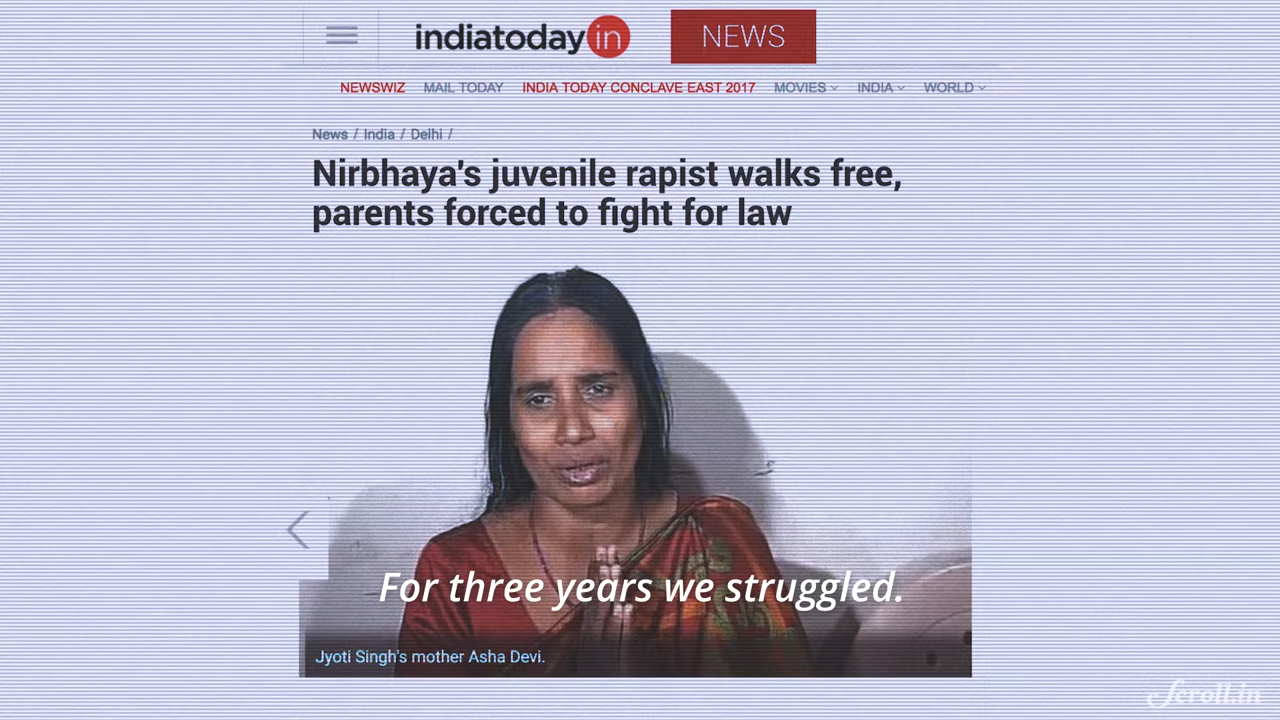 indiatoday in NEWS
NEWSWIZ MAIL TODAY INDIA TODAY CONCLAVE EAST 2017 MOVIES INDIA WORLD
News / India / Delhi /
Nirbhaya's juvenile rapist walks free,
parents forced to fight for law
For three years we struggled.
Jyoti Singh's mother Asha Devi.
Scroll.in